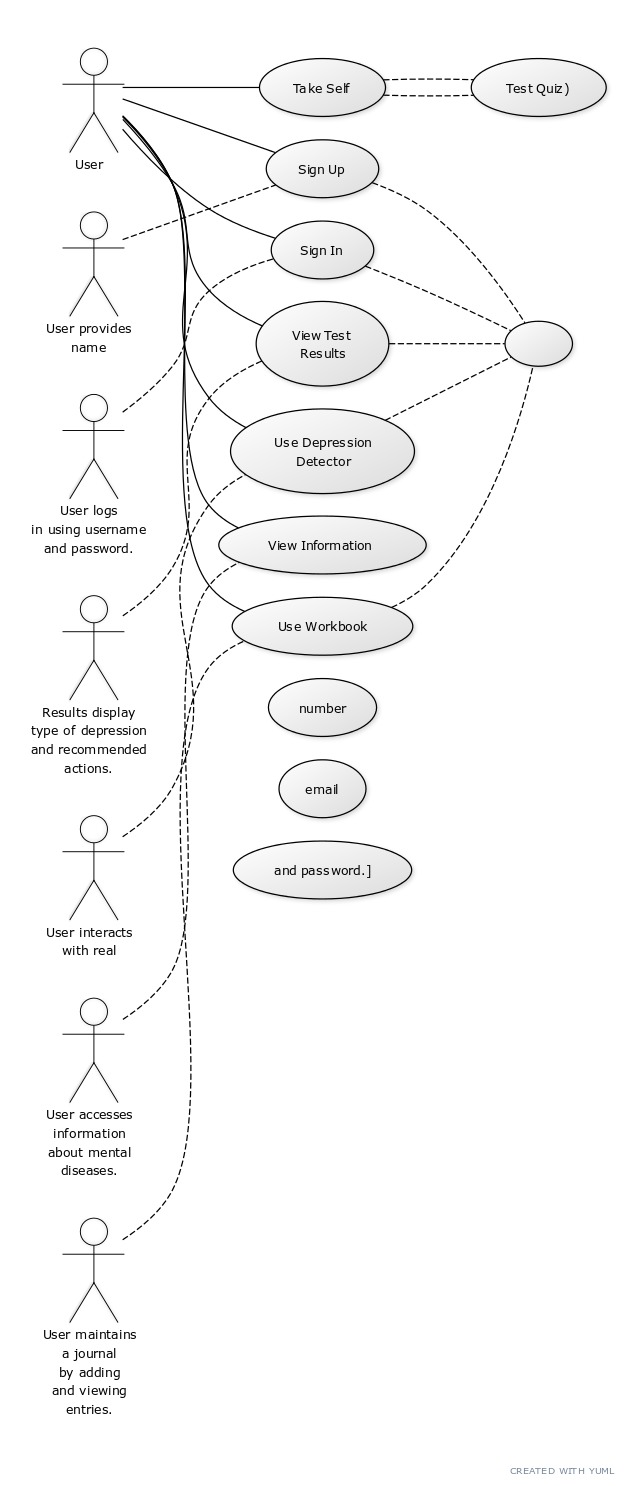 Take Self
Test Quiz)
User
Sign Up
User provides
name
Sign In
View Test
Results
User logs
in using username
and password.
Use Depression
Detector
View Information
Use Workbook
Results display
type of depression
and recommended
actions.
number
email
and password.]
User interacts
with real
User accesses
information
about mental
diseases.
User maintains
a journal
by adding
and viewing
entries.
CREATED WITH YUML